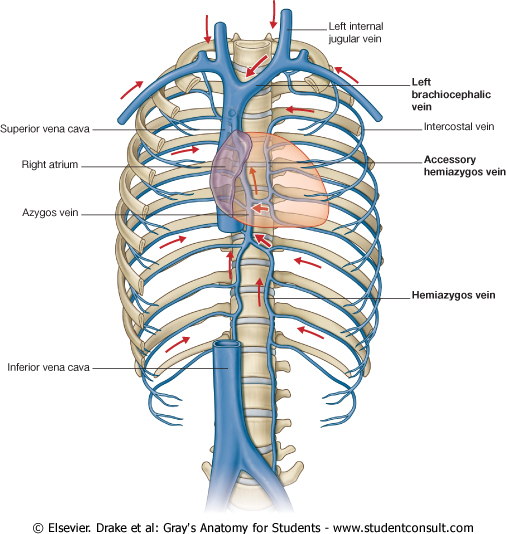 Left internal
jugular vein
Left
brachiocephalic
vein
Superior vena cava
Intercostal vein
Right atrium
Accessory
hemiazygos vein
Azygos vein
Hemiazygos vein
Inferior vena cava
© Elsevier. Drake et al: Gray's Anatomy for Students - www.studentconsult.com